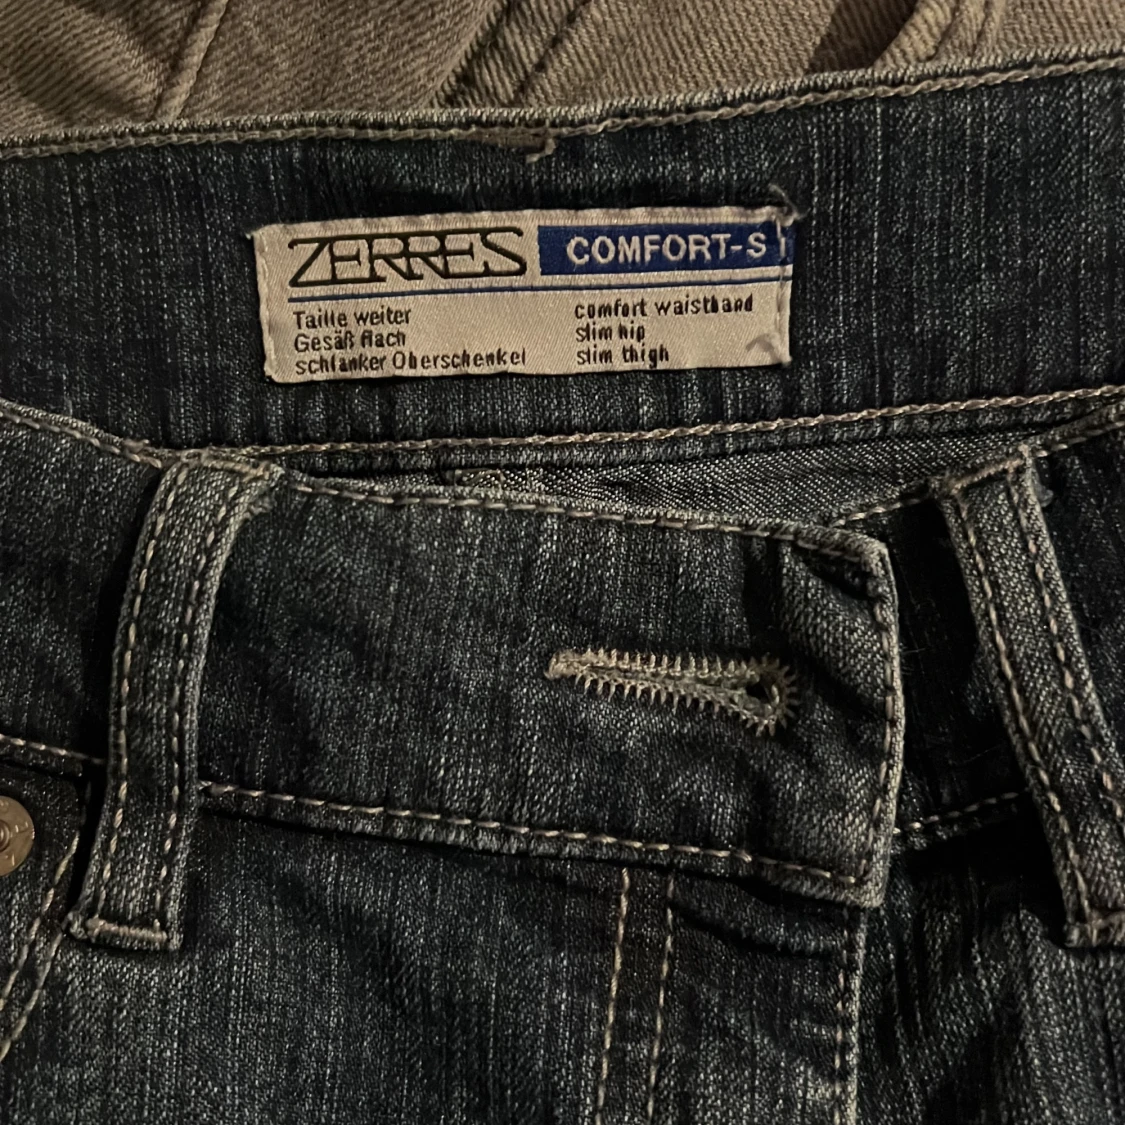 ZERRES COMFORT-S
Taille weiter
Gesäß flach
schlanker Oberschenkel
comfort waistband
slim hip
slim thigh